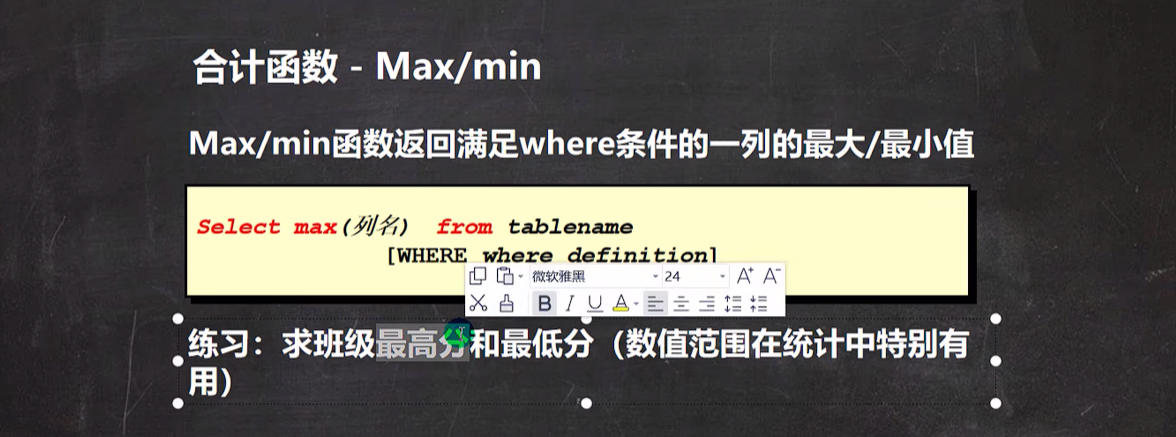 合计函数 - Max/min
Max/min函数返回满足where条件的一列的最大/最小值
Select max(列名) from tablename
[WHERE where_definition]
微软雅黑 24 A+ A-
B I U A
练习：求班级最高分和最低分（数值范围在统计中特别有
用）